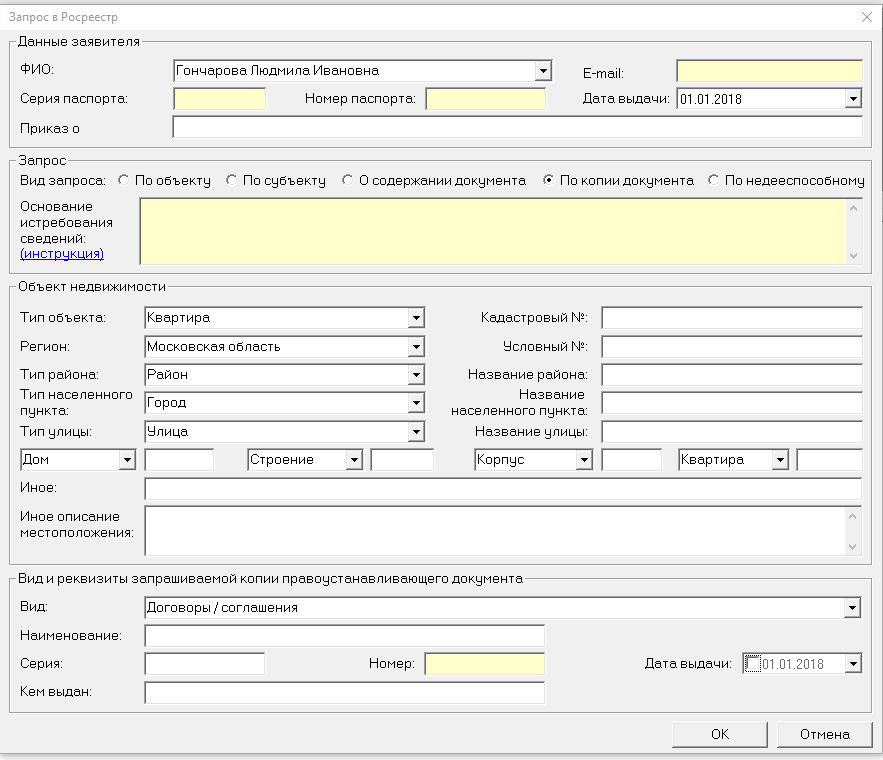 Запрос в Росреестр
Данные заявителя
ФИО: Гончарова Людмила Ивановна E-mail:
Серия паспорта: Номер паспорта: Дата выдачи: 01.01.2018
Приказ о
Запрос
Вид запроса: По объекту По субъекту О содержании документа По копии документа По недееспособному
Основание
истребования
сведений:
(инструкция)
Объект недвижимости
Тип объекта: Квартира Кадастровый №:
Регион: Московская область Условный №:
Тип района: Район Название района:
Тип населенного
пункта:
Город
Название
населенного пункта:
Тип улицы: Улица Название улицы:
Дом Строение Корпус Квартира
Иное:
Иное описание
местоположения:
Вид и реквизиты запрашиваемой копии правоустанавливающего документа
Вид: Договоры / соглашения
Наименование:
Серия: Номер: Дата выдачи: 01.01.2018
Кем выдан:
OK Отмена